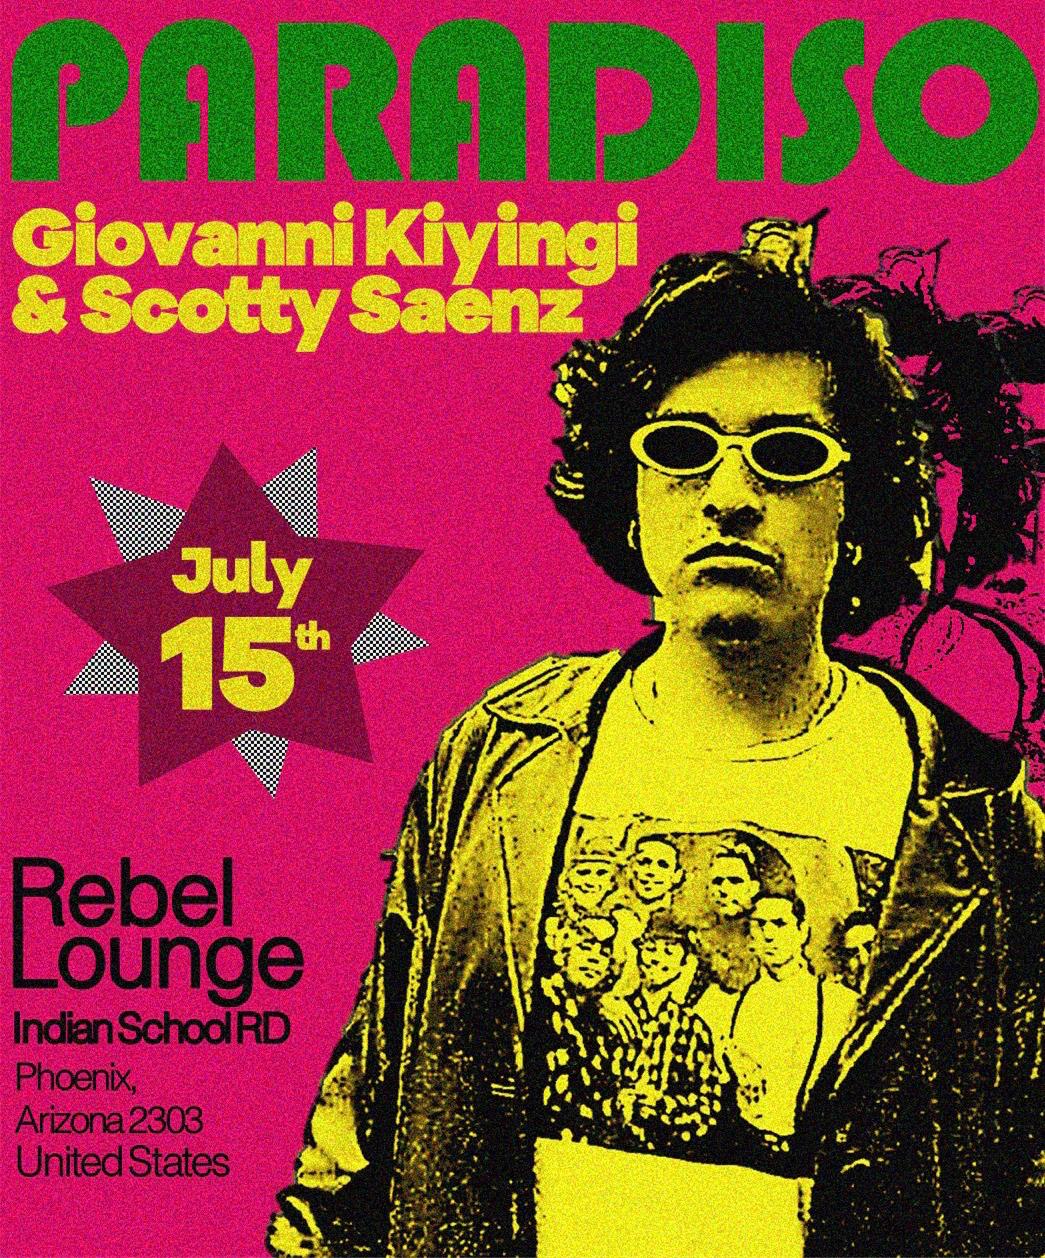 PARADISO
Giovanni Kiyingi
& Scotty Saenz
July
15th
Rebel
Lounge
Indian School RD
Phoenix,
Arizona 2303
United States